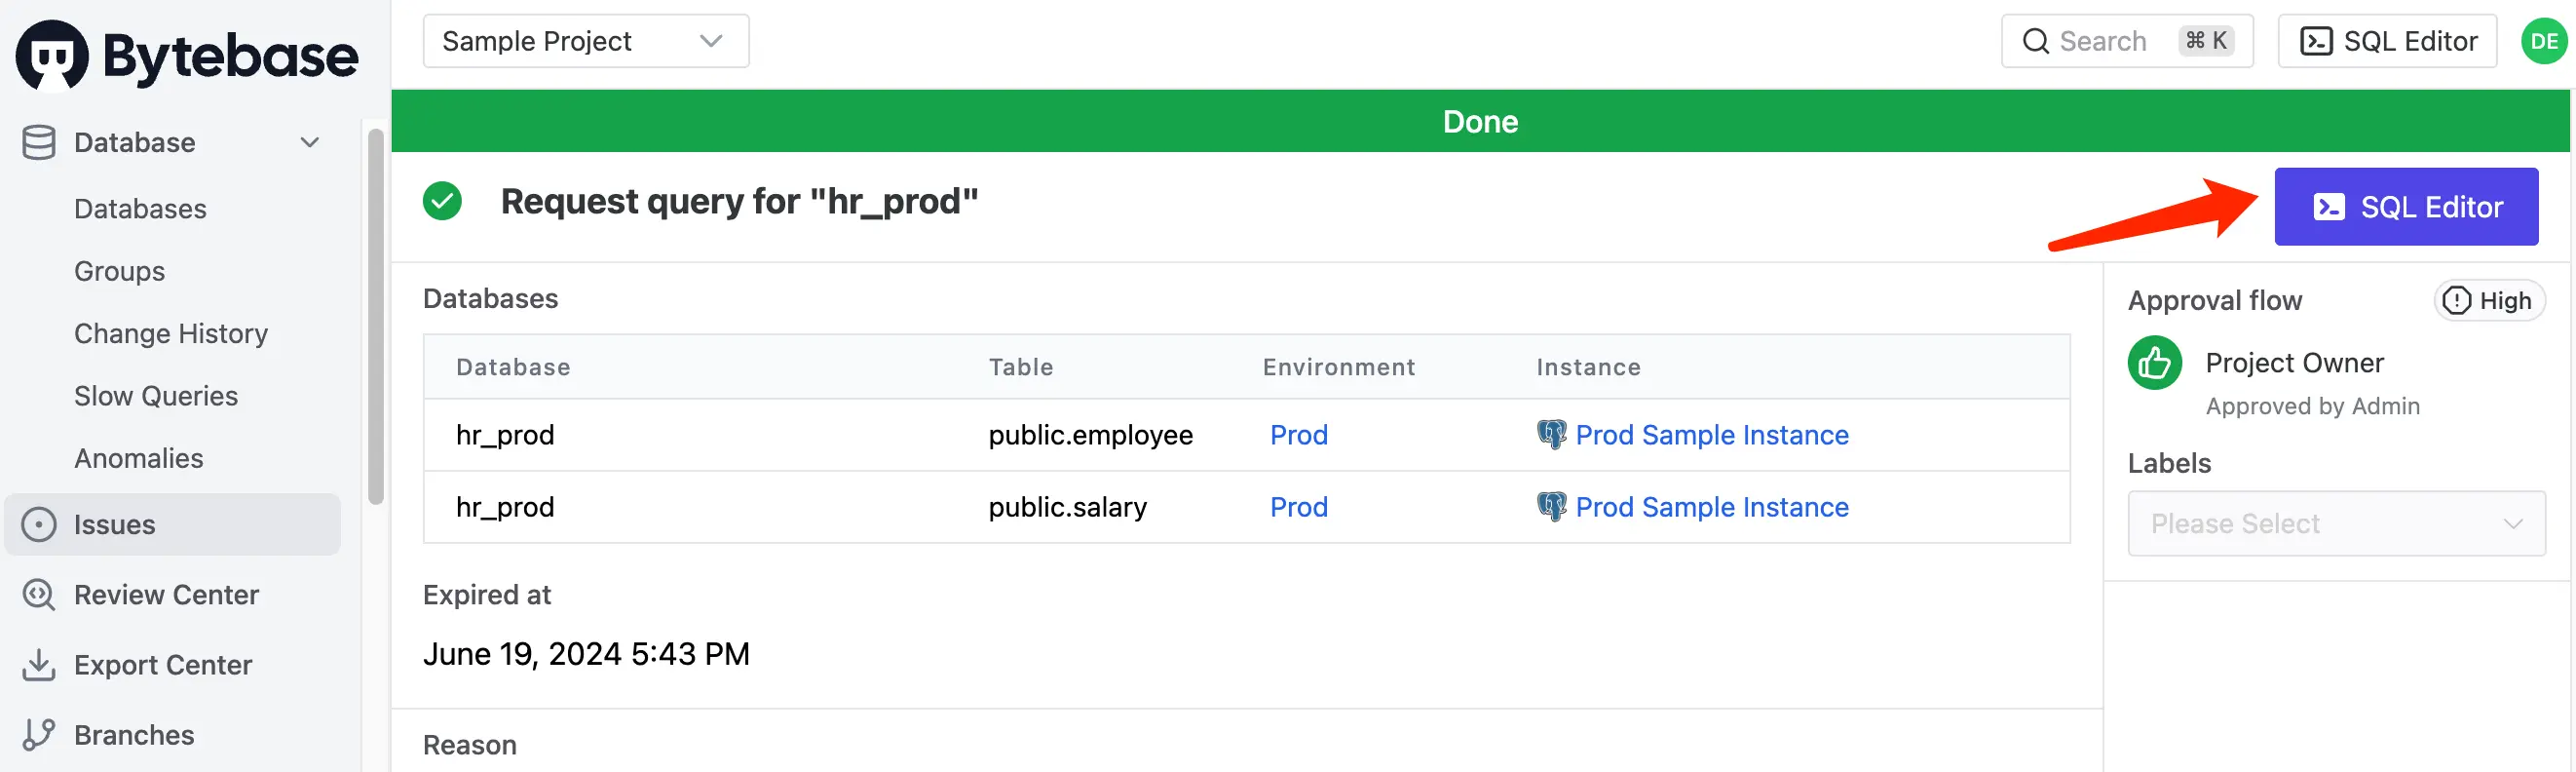 Bytebase
Sample Project
Search ⌘ K
SQL Editor
DE
Database
Databases
Groups
Change History
Slow Queries
Anomalies
Issues
Review Center
Export Center
Branches
Done
Request query for "hr_prod"
SQL Editor
Databases
Database Table Environment Instance
hr_prod public.employee Prod Prod Sample Instance
hr_prod public.salary Prod Prod Sample Instance
Expired at
June 19, 2024 5:43 PM
Reason
Approval flow High
Project Owner
Approved by Admin
Labels
Please Select